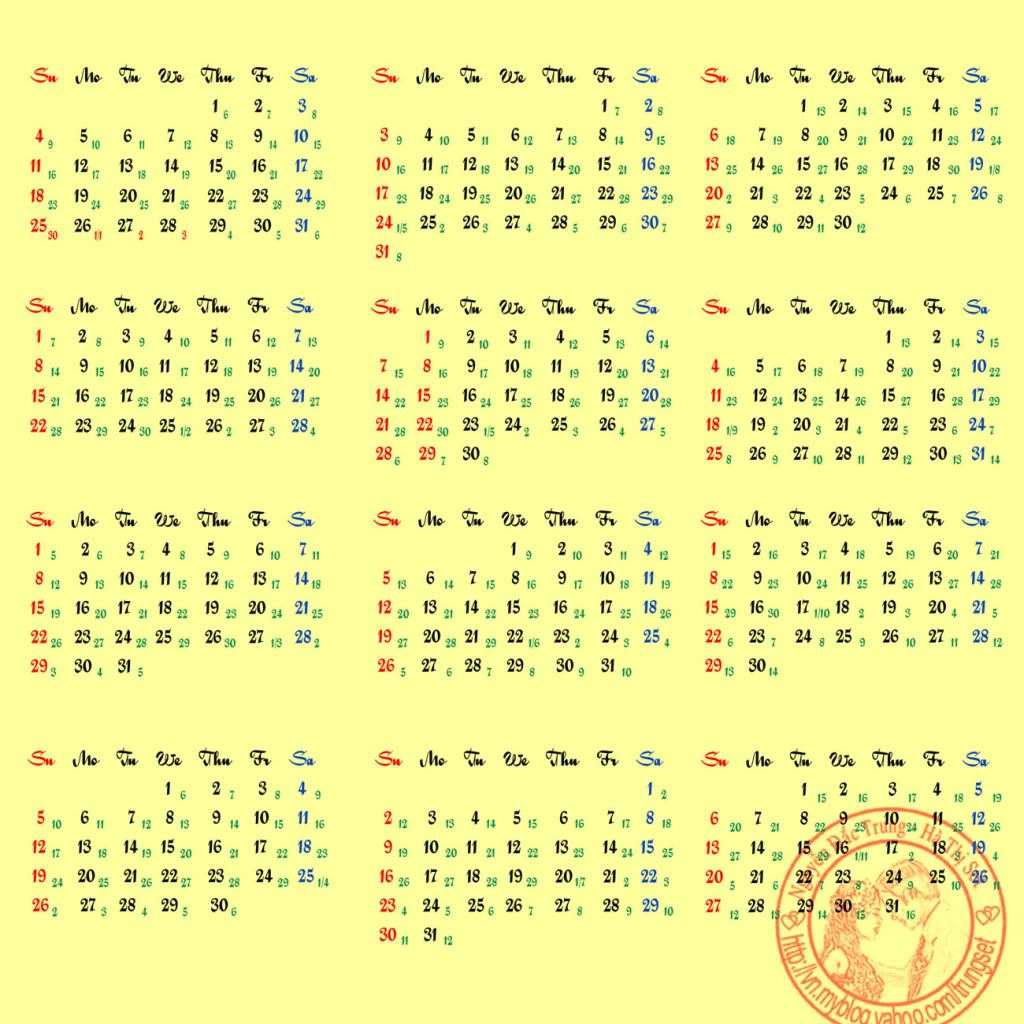 Su Mo Tu We Thu Fr Sa
1 6 2 7 3 8
4 9 5 10 6 11 7 12 8 13 9 14 10 15
11 16 12 17 13 18 14 19 15 20 16 21 17 22
18 23 19 24 20 25 21 26 22 27 23 28 24 29
25 30 26 1/1 27 2 28 3 29 4 30 5 31 6
Su Mo Tu We Thu Fr Sa
1 7 2 8
3 9 4 10 5 11 6 12 7 13 8 14 9 15
10 16 11 17 12 18 13 19 14 20 15 21 16 22
17 23 18 24 19 25 20 26 21 27 22 28 23 29
24 1/5 25 2 26 3 27 4 28 5 29 6 30 7
31 8
Su Mo Tu We Thu Fr Sa
1 13 2 14 3 15 4 16 5 17
6 18 7 19 8 20 9 21 10 22 11 23 12 24
13 25 14 26 15 27 16 28 17 29 18 30 19 1/8
20 2 21 3 22 4 23 5 24 6 25 7 26 8
27 9 28 10 29 11 30 12
Su Mo Tu We Thu Fr Sa
1 7 2 8 3 9 4 10 5 11 6 12 7 13
8 14 9 15 10 16 11 17 12 18 13 19 14 20
15 21 16 22 17 23 18 24 19 25 20 26 21 27
22 28 23 29 24 30 25 1/2 26 2 27 3 28 4
Su Mo Tu We Thu Fr Sa
1 9 2 10 3 11 4 12 5 13 6 14
7 15 8 16 9 17 10 18 11 19 12 20 13 21
14 22 15 23 16 24 17 25 18 26 19 27 20 28
21 28 22 30 23 1/5 24 2 25 3 26 4 27 5
28 6 29 7 30 8
Su Mo Tu We Thu Fr Sa
1 13 2 14 3 15
4 16 5 17 6 18 7 19 8 20 9 21 10 22
11 23 12 24 13 25 14 26 15 27 16 28 17 29
18 1/9 19 2 20 3 21 4 22 5 23 6 24 7
25 8 26 9 27 10 28 11 29 12 30 13 31 14
Su Mo Tu We Thu Fr Sa
1 5 2 6 3 7 4 8 5 9 6 10 7 11
8 12 9 13 10 14 11 15 12 16 13 17 14 18
15 19 16 20 17 21 18 22 19 23 20 24 21 25
22 26 23 27 24 28 25 29 26 30 27 1/3 28 2
29 3 30 4 31 5
Su Mo Tu We Thu Fr Sa
1 9 2 10 3 11 4 12
5 13 6 14 7 15 8 16 9 17 10 18 11 19
12 20 13 21 14 22 15 23 16 24 17 25 18 26
19 27 20 28 21 29 22 1/6 23 2 24 3 25 4
26 5 27 6 28 7 29 8 30 9 31 10
Su Mo Tu We Thu Fr Sa
1 15 2 16 3 17 4 18 5 19 6 20 7 21
8 22 9 23 10 24 11 25 12 26 13 27 14 28
15 29 16 30 17 1/10 18 2 19 3 20 4 21 5
22 6 23 7 24 8 25 9 26 10 27 11 28 12
29 13 30 14
Su Mo Tu We Thu Fr Sa
1 6 2 7 3 8 4 9
5 10 6 11 7 12 8 13 9 14 10 15 11 16
12 17 13 18 14 19 15 20 16 21 17 22 18 23
19 24 20 25 21 26 22 27 23 28 24 29 25 1/4
26 2 27 3 28 4 29 5 30 6
Su Mo Tu We Thu Fr Sa
1 2
2 12 3 13 4 14 5 15 6 16 7 17 8 18
9 19 10 20 11 21 12 22 13 23 14 24 15 25
16 26 17 27 18 28 19 29 20 1/7 21 2 22 3
23 4 24 5 25 6 26 7 27 8 28 9 29 10
30 11 31 12
Su Mo Tu We Thu Fr Sa
1 15 2 16 3 17 4 18 5 19
6 20 7 21 8 22 9 23 10 24 11 12 26
13 27 14 28 15 29 16 1/11 17 2 18 19 4
20 5 21 6 22 7 23 8 24 9 25 10 26 11
27 12 28 13 29 14 30 15 31 16
Nguyễn Đắc Trung - Hà Thị Sét
http://vn.myblog.yahoo.com/trungset